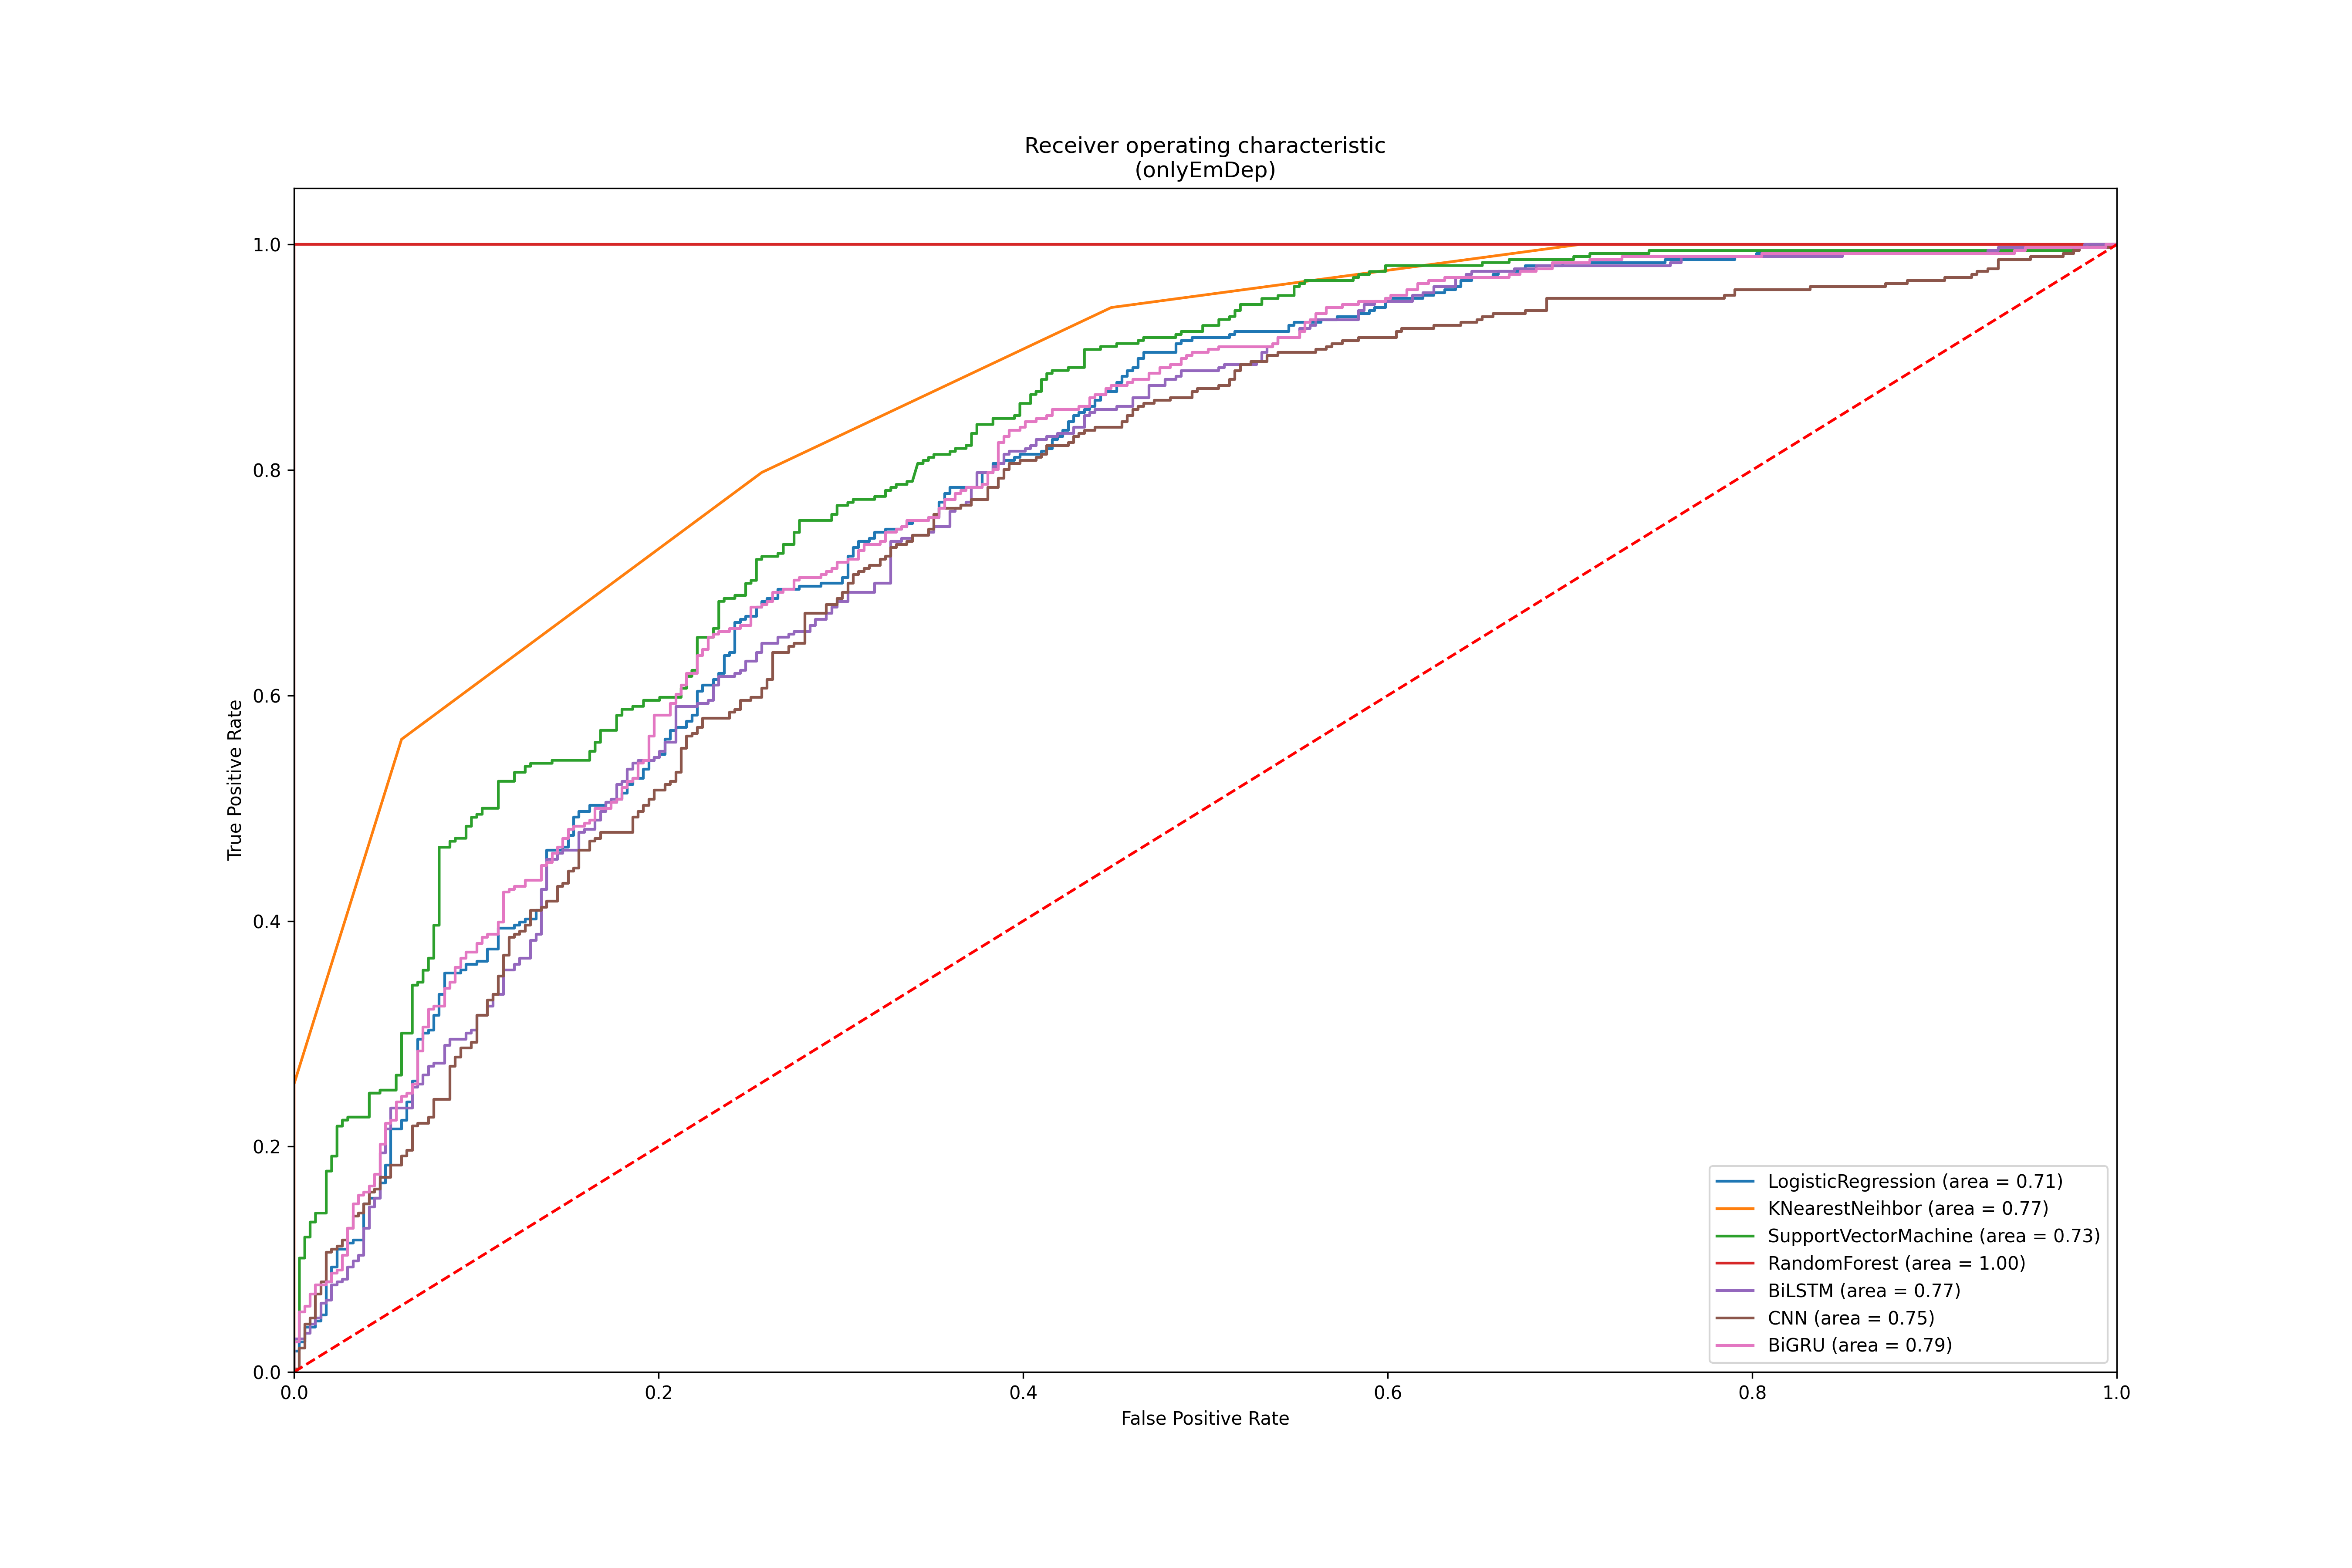 Receiver operating characteristic
(onlyEmDep)
True Positive Rate
1.0
0.8
0.6
0.4
0.2
0.0
0.0 0.2 0.4 0.6 0.8 1.0
False Positive Rate
LogisticRegression (area = 0.71)
KNearestNeihbor (area = 0.77)
SupportVectorMachine (area = 0.73)
RandomForest (area = 1.00)
BiLSTM (area = 0.77)
CNN (area = 0.75)
BiGRU (area = 0.79)